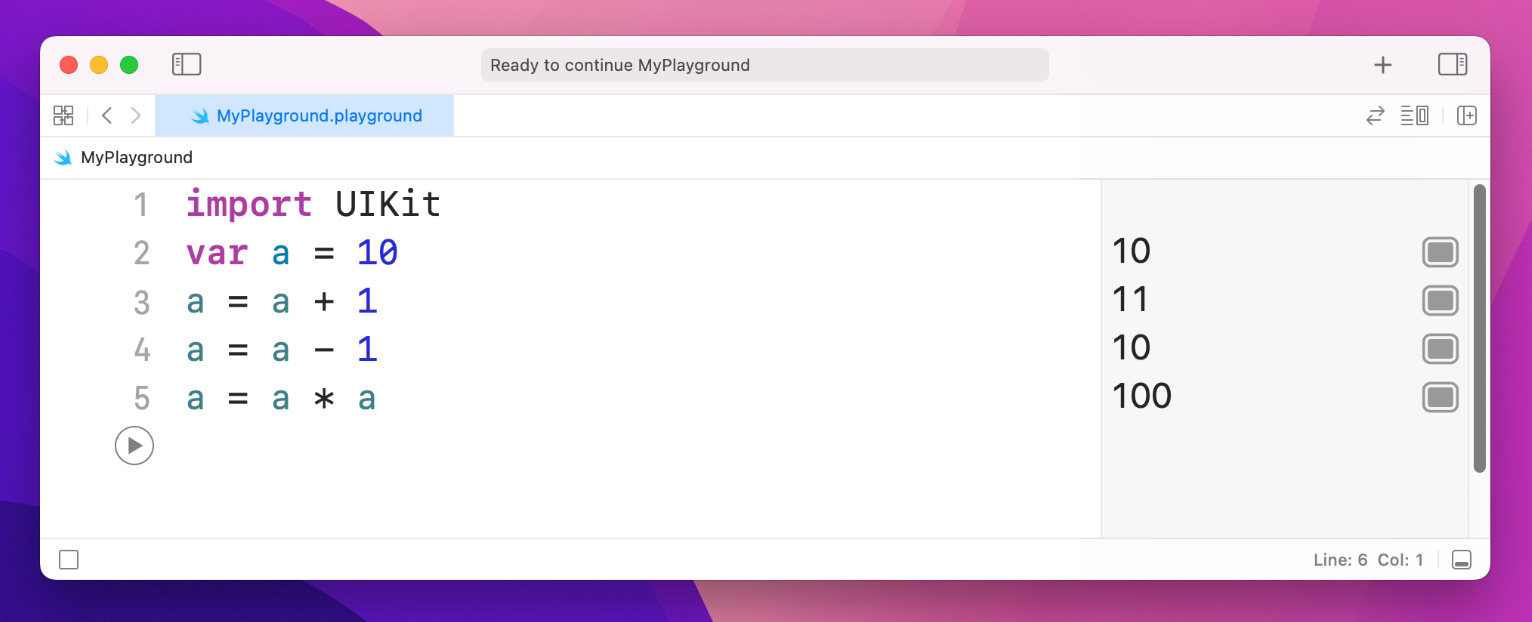 Ready to continue MyPlayground
MyPlayground.playground
MyPlayground
1 import UIKit
2 var a = 10 10
3 a = a + 1 11
4 a = a − 1 10
5 a = a * a 100
Line: 6 Col: 1